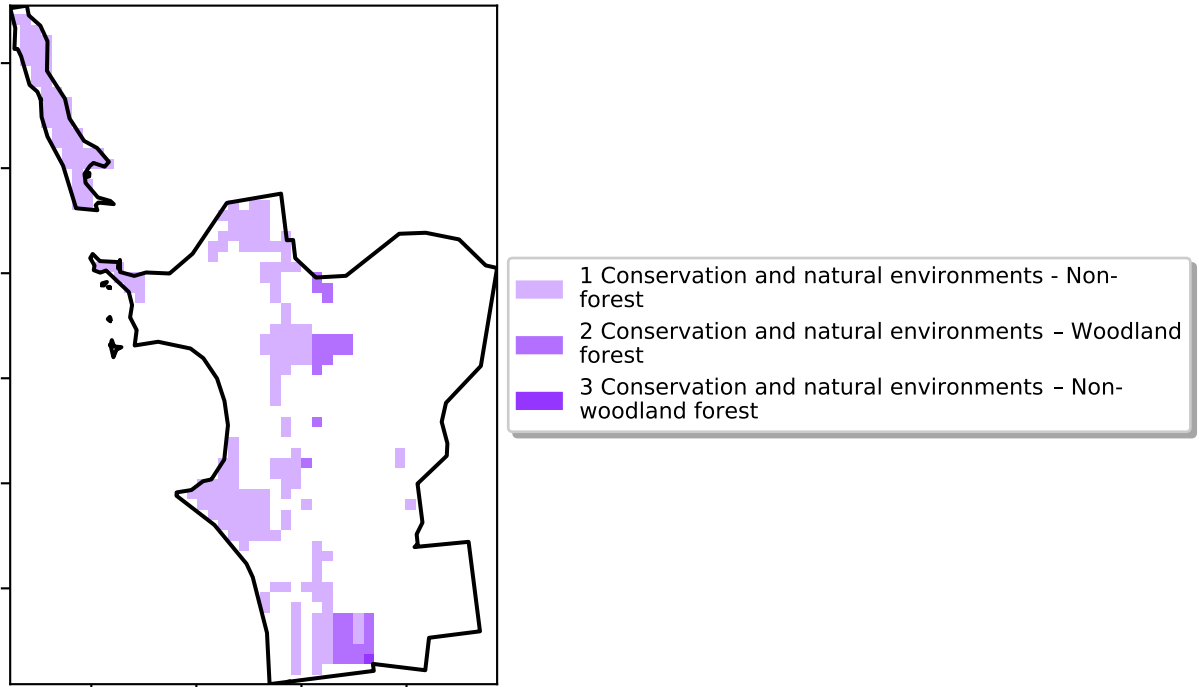 1 Conservation and natural environments - Non-
forest
2 Conservation and natural environments – Woodland
forest
3 Conservation and natural environments – Non-
woodland forest